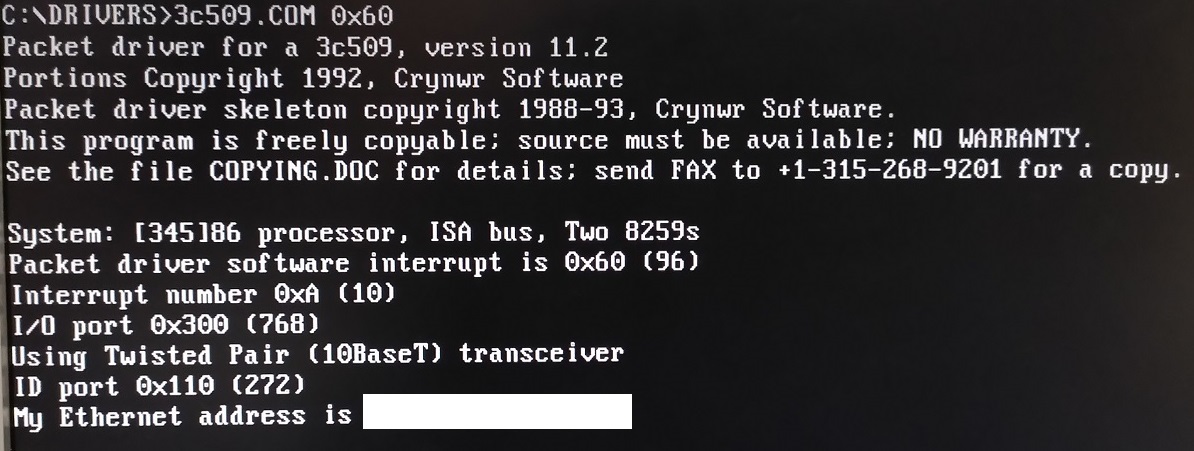 C:\DRIVERS>3c509.COM 0x60
Packet driver for a 3c509, version 11.2
Portions Copyright 1992, Crynwr Software
Packet driver skeleton copyright 1988-93, Crynwr Software.
This program is freely copyable; source must be available; NO WARRANTY.
See the file COPYING.DOC for details; send FAX to +1-315-268-9201 for a copy.
System: [345]86 processor, ISA bus, Two 8259s
Packet driver software interrupt is 0x60 (96)
Interrupt number 0xA (10)
I/O port 0x300 (768)
Using Twisted Pair (10BaseT) transceiver
ID port 0x110 (272)
My Ethernet address is